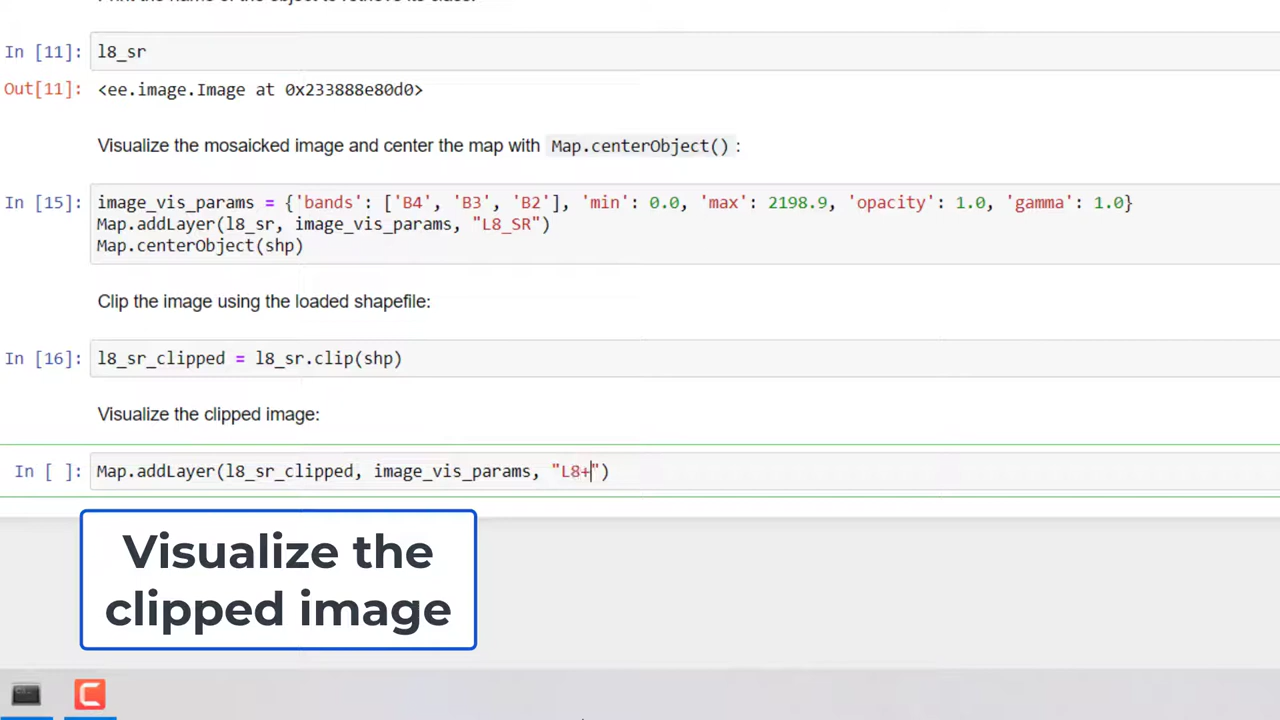 In [11]: l8_sr
Out[11]: <ee.image.Image at 0x233888e80d0>
Visualize the mosaicked image and center the map with Map.centerObject() :
In [15]: image_vis_params = {'bands': ['B4', 'B3', 'B2'], 'min': 0.0, 'max': 2198.9, 'opacity': 1.0, 'gamma': 1.0}
Map.addLayer(l8_sr, image_vis_params, "L8_SR")
Map.centerObject(shp)
Clip the image using the loaded shapefile:
In [16]: l8_sr_clipped = l8_sr.clip(shp)
Visualize the clipped image:
In [ ]: Map.addLayer(l8_sr_clipped, image_vis_params, "L8+")
Visualize the
clipped image